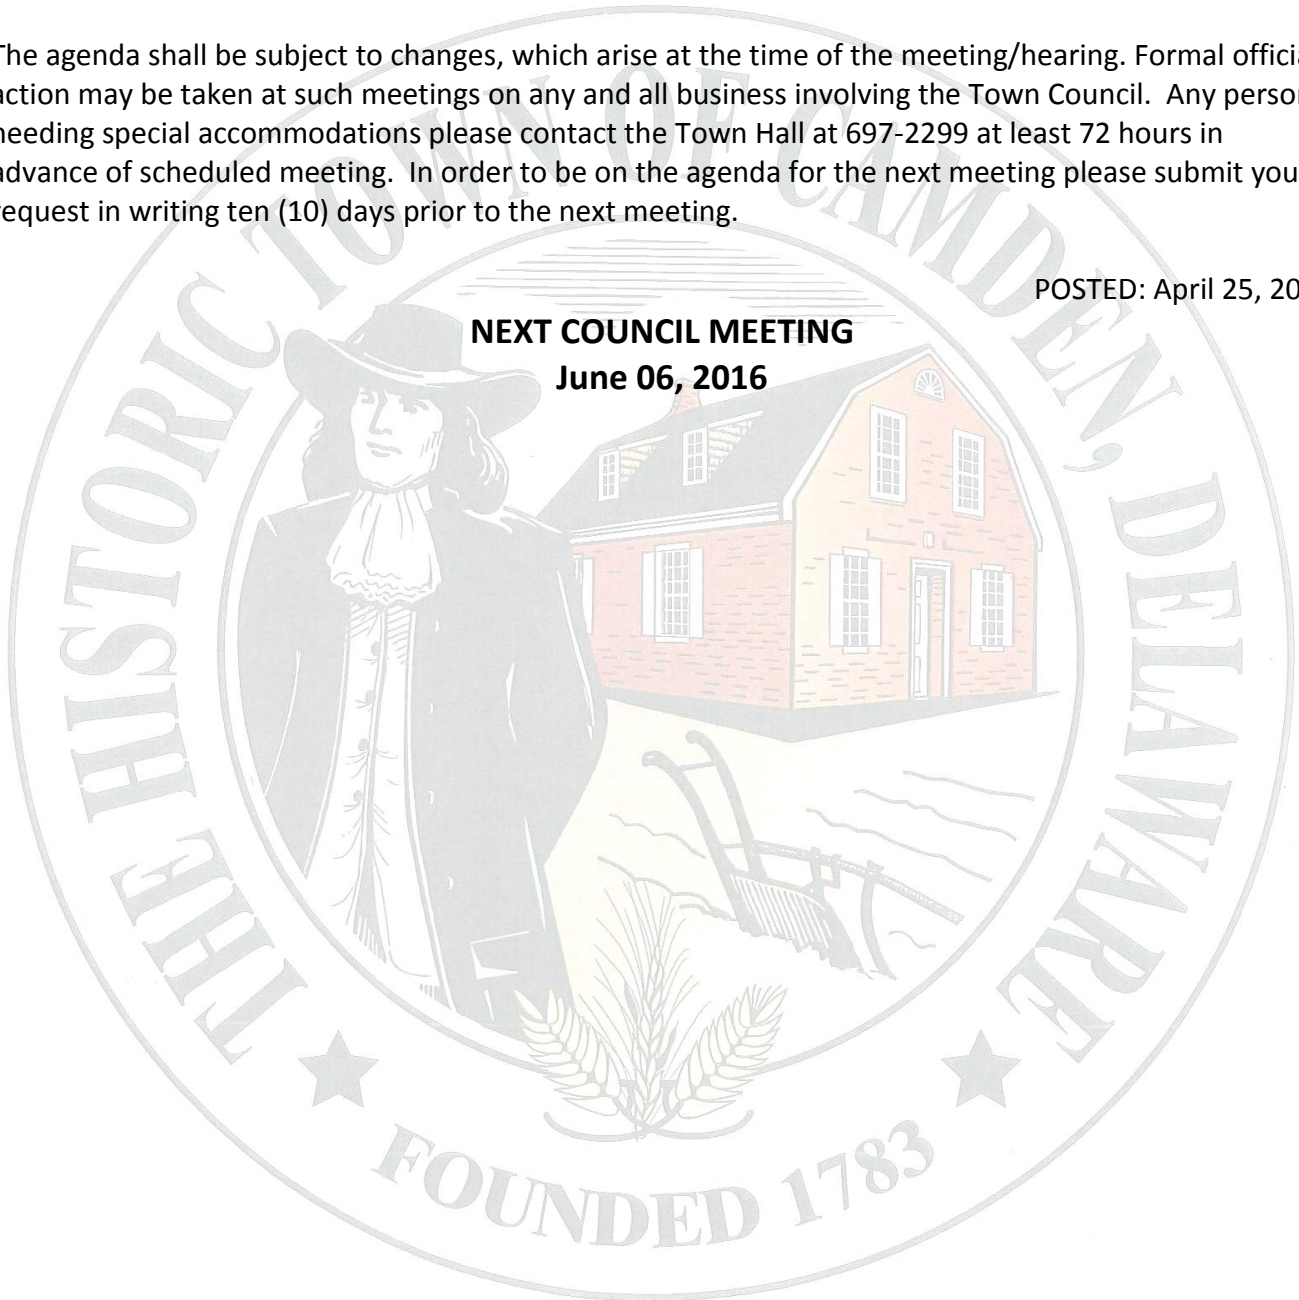 The agenda shall be subject to changes, which arise at the time of the meeting/hearing. Formal officia
action may be taken at such meetings on any and all business involving the Town Council. Any person
needing special accommodations please contact the Town Hall at 697-2299 at least 72 hours in
advance of scheduled meeting. In order to be on the agenda for the next meeting please submit you
request in writing ten (10) days prior to the next meeting.
POSTED: April 25, 20
NEXT COUNCIL MEETING
June 06, 2016
THE HISTORIC TOWN OF CAMDEN, DELAWARE
FOUNDED 1783